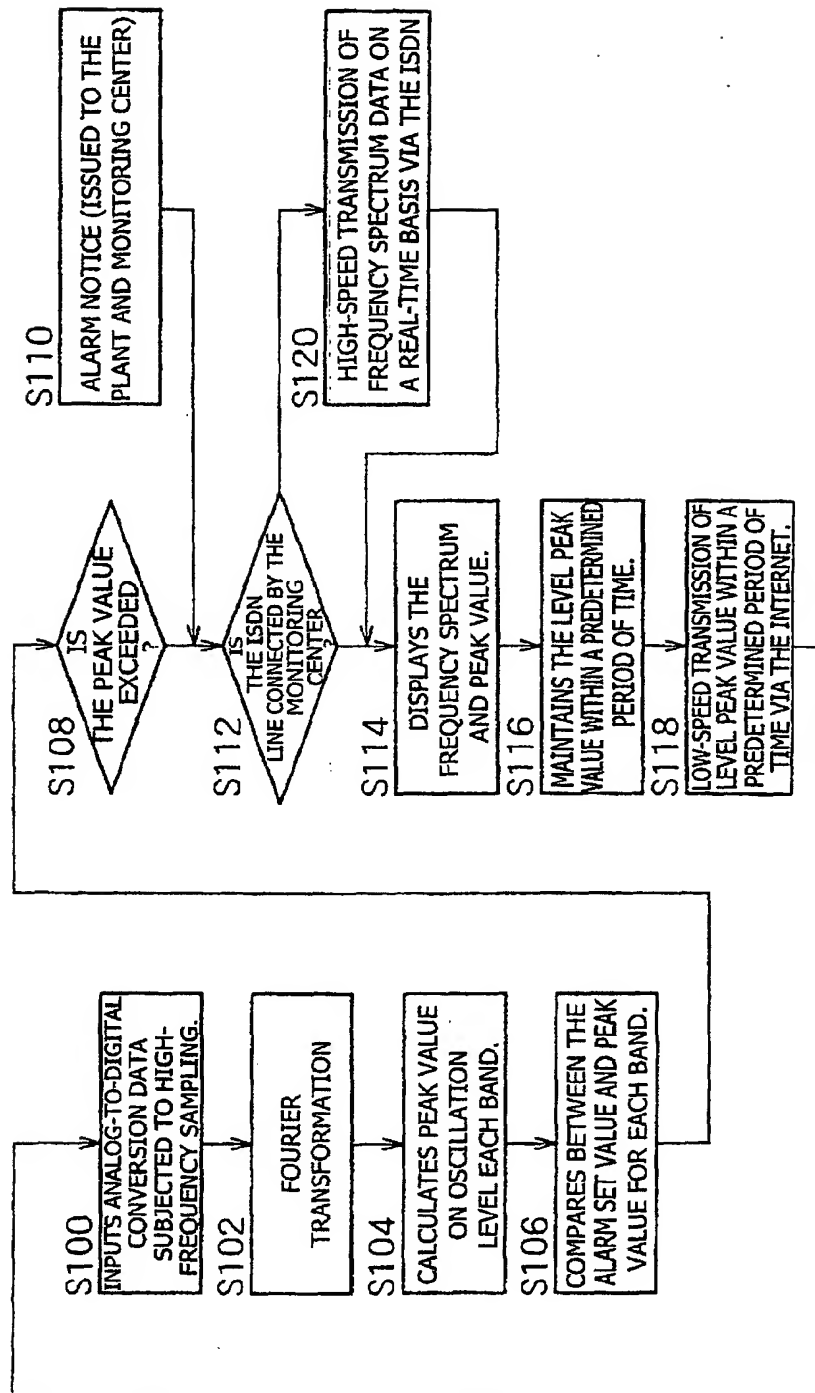 S100
INPUTS ANALOG-TO-DIGITAL
CONVERSION DATA
SUBJECTED TO HIGH-
FREQUENCY SAMPLING.
S102
FOURIER
TRANSFORMATION
S104
CALCULATES PEAK VALUE
ON OSCILLATION
LEVEL EACH BAND.
S106
COMPARES BETWEEN THE
ALARM SET VALUE AND PEAK
VALUE FOR EACH BAND.
S108
IS
THE PEAK VALUE
EXCEEDED
?
S110
ALARM NOTICE (ISSUED TO THE
PLANT AND MONITORING CENTER)
S112
IS
THE ISDN
LINE CONNECTED BY THE
MONITORING
CENTER
?
S120
HIGH-SPEED TRANSMISSION OF
FREQUENCY SPECTRUM DATA ON
A REAL-TIME BASIS VIA THE ISDN
S114
DISPLAYS THE
FREQUENCY SPECTRUM
AND PEAK VALUE.
S116
MAINTAINS THE LEVEL PEAK
VALUE WITHIN A PREDETERMINED
PERIOD OF TIME.
S118
LOW-SPEED TRANSMISSION OF
LEVEL PEAK VALUE WITHIN A
PREDETERMINED PERIOD OF
TIME VIA THE INTERNET.